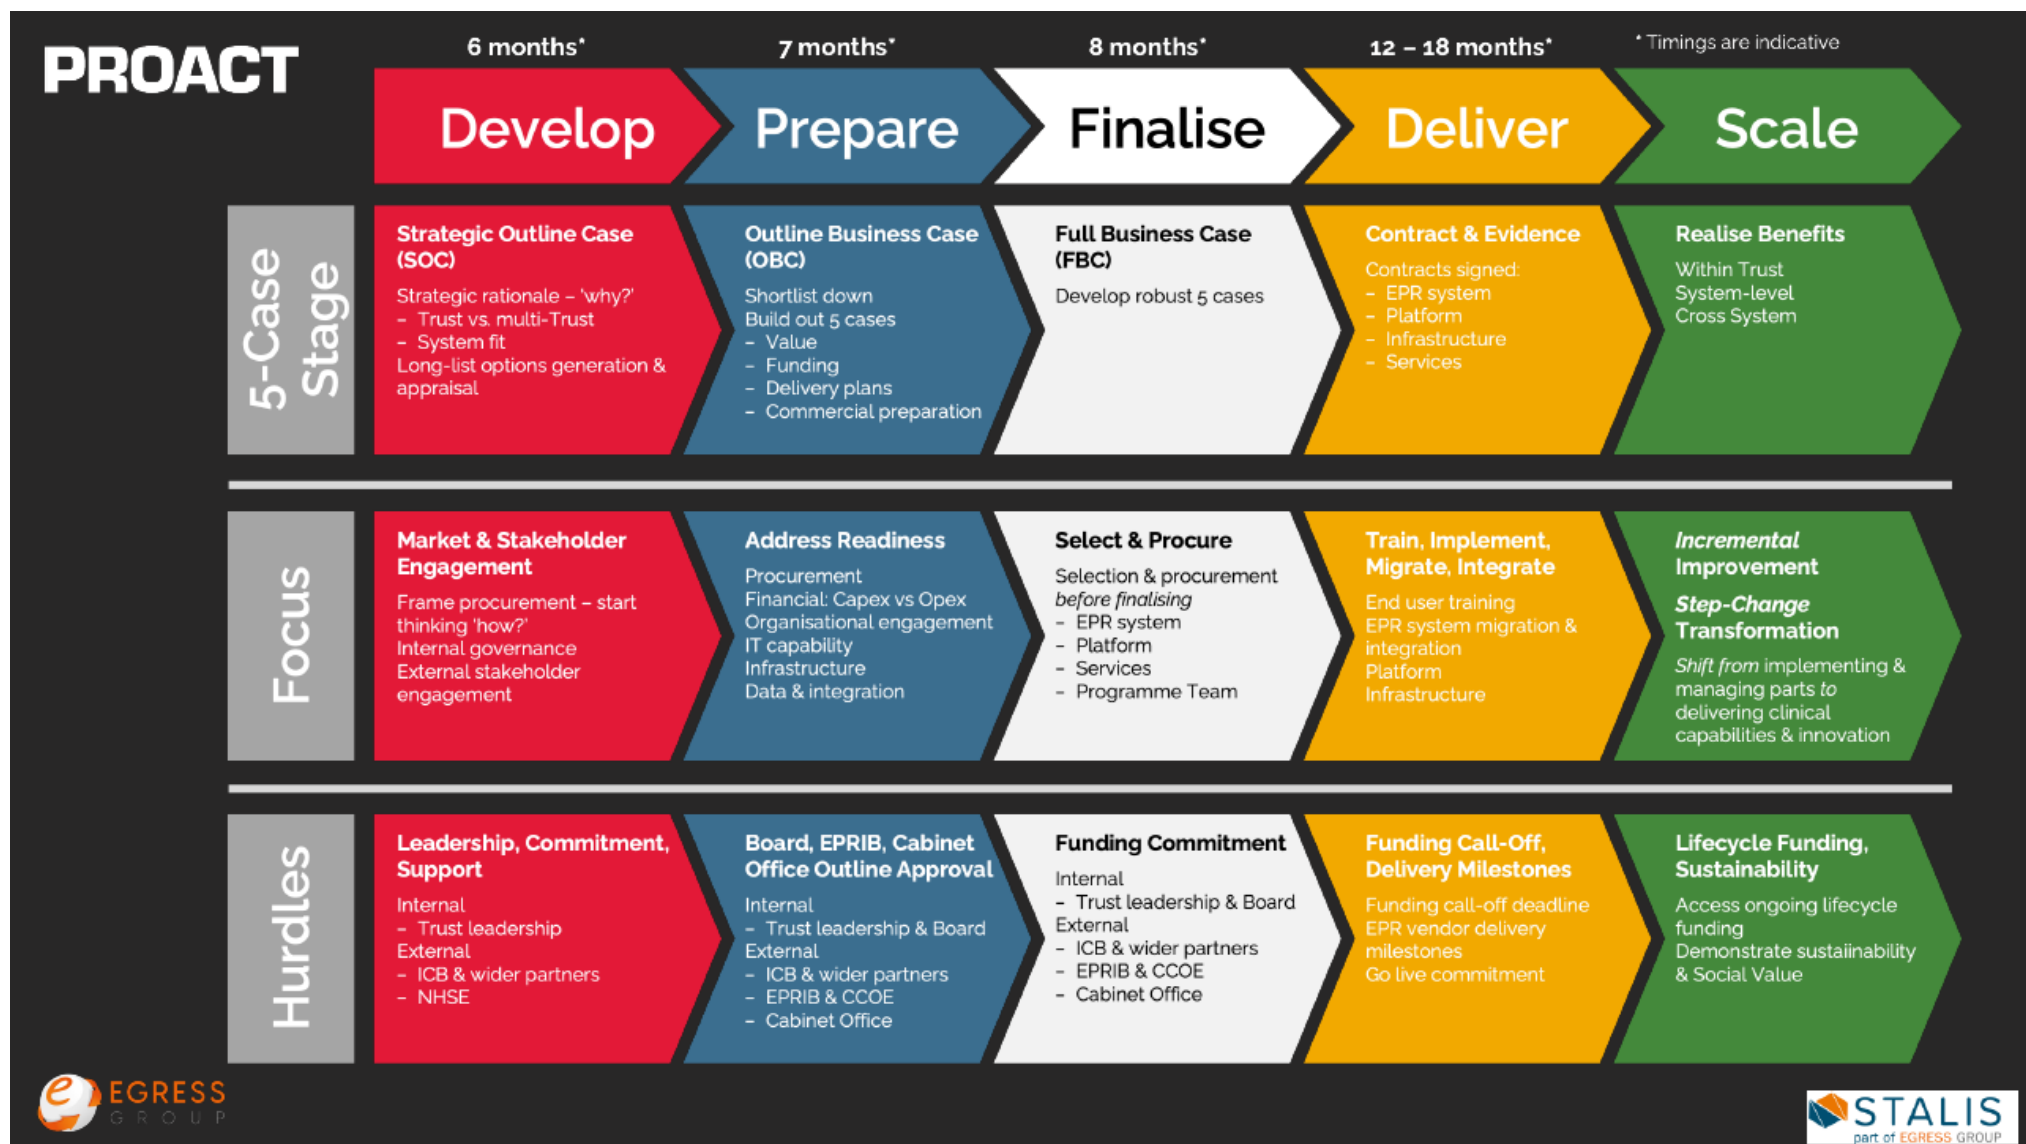 PROACT
6 months*
7 months*
8 months*
12 – 18 months*
* Timings are indicative
Develop
Prepare
Finalise
Deliver
Scale
5-Case
Stage
Strategic Outline Case
(SOC)
Strategic rationale – ‘why?’
– Trust vs. multi-Trust
– System fit
Long-list options generation &
appraisal
Outline Business Case
(OBC)
Shortlist down
Build out 5 cases
– Value
– Funding
– Delivery plans
– Commercial preparation
Full Business Case
(FBC)
Develop robust 5 cases
Contract & Evidence
Contracts signed:
– EPR system
– Platform
– Infrastructure
– Services
Realise Benefits
Within Trust
System-level
Cross System
Focus
Market & Stakeholder
Engagement
Frame procurement – start
thinking ‘how?’
Internal governance
External stakeholder
engagement
Address Readiness
Procurement
Financial: Capex vs Opex
Organisational engagement
IT capability
Infrastructure
Data & integration
Select & Procure
Selection & procurement
before finalising
– EPR system
– Platform
– Services
– Programme Team
Train, Implement,
Migrate, Integrate
End user training
EPR system migration &
integration
Platform
Infrastructure
Incremental
Improvement
Step-Change
Transformation
Shift from implementing &
managing parts to
delivering clinical
capabilities & innovation
Hurdles
Leadership, Commitment,
Support
Internal
– Trust leadership
External
– ICB & wider partners
– NHSE
Board, EPRIB, Cabinet
Office Outline Approval
Internal
– Trust leadership & Board
External
– ICB & wider partners
– EPRIB & CCOE
– Cabinet Office
Funding Commitment
Internal
– Trust leadership & Board
External
– ICB & wider partners
– EPRIB & CCOE
– Cabinet Office
Funding Call-Off,
Delivery Milestones
Funding call-off deadline
EPR vendor delivery
milestones
Go live commitment
Lifecycle Funding,
Sustainability
Access ongoing lifecycle
funding
Demonstrate sustaiinability
& Social Value
e EGRESS
GROUP
STALIS
part of EGRESS GROUP